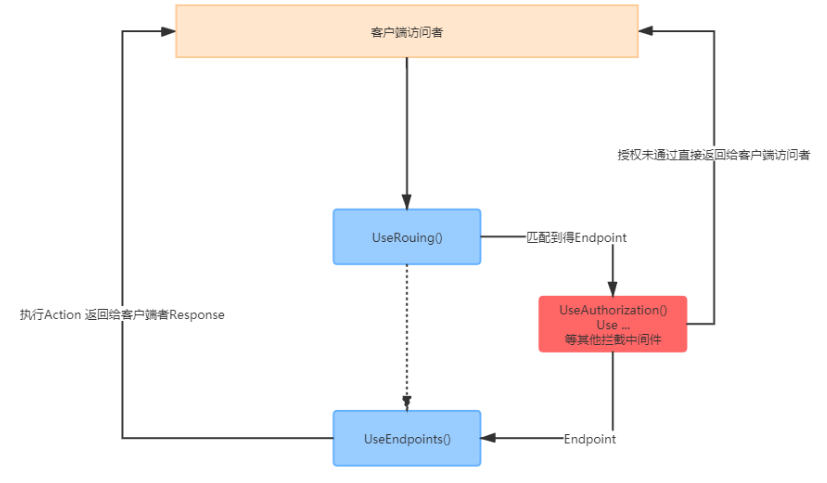 客户端访问者
授权未通过直接返回给客户端访问者
UseRouing()
匹配到得Endpoint
UseAuthorization()
Use ...
等其他拦截中间件
执行Action 返回给客户端者Response
UseEndpoints()
Endpoint